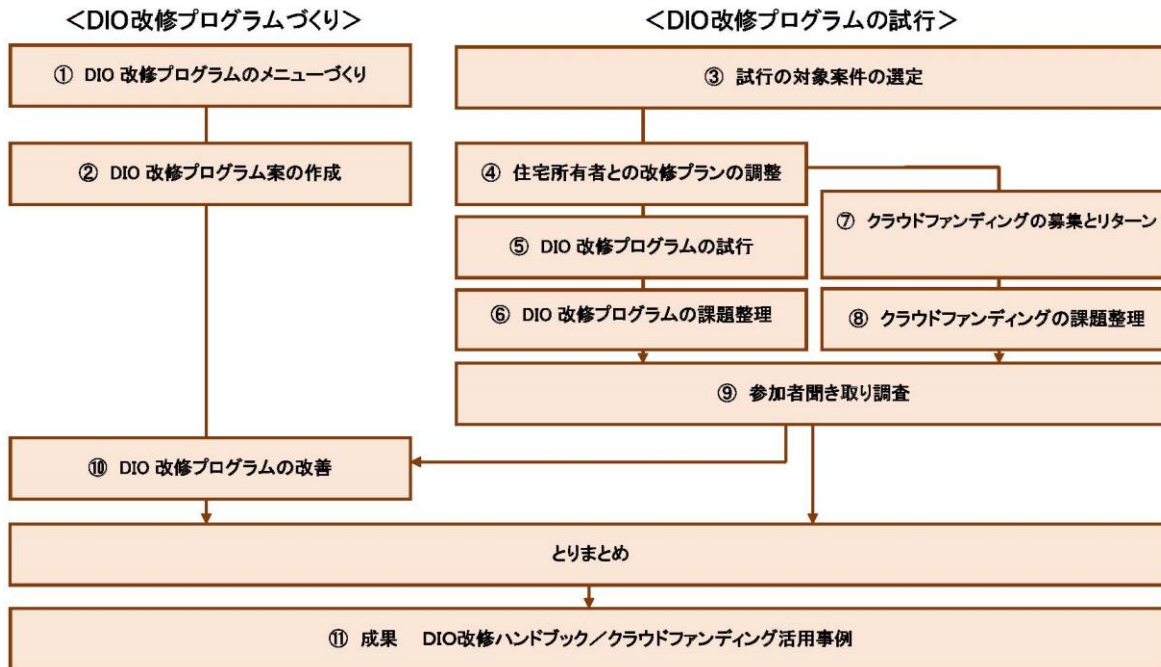 <DIO改修プログラムづくり>
① DIO 改修プログラムのメニューづくり
② DIO 改修プログラム案の作成
<DIO改修プログラムの試行>
③ 試行の対象案件の選定
④ 住宅所有者との改修プランの調整
⑤ DIO 改修プログラムの試行
⑥ DIO 改修プログラムの課題整理
⑦ クラウドファンディングの募集とリターン
⑧ クラウドファンディングの課題整理
⑨ 参加者聞き取り調査
⑩ DIO 改修プログラムの改善
とりまとめ
⑪ 成果 DIO改修ハンドブック/クラウドファンディング活用事例